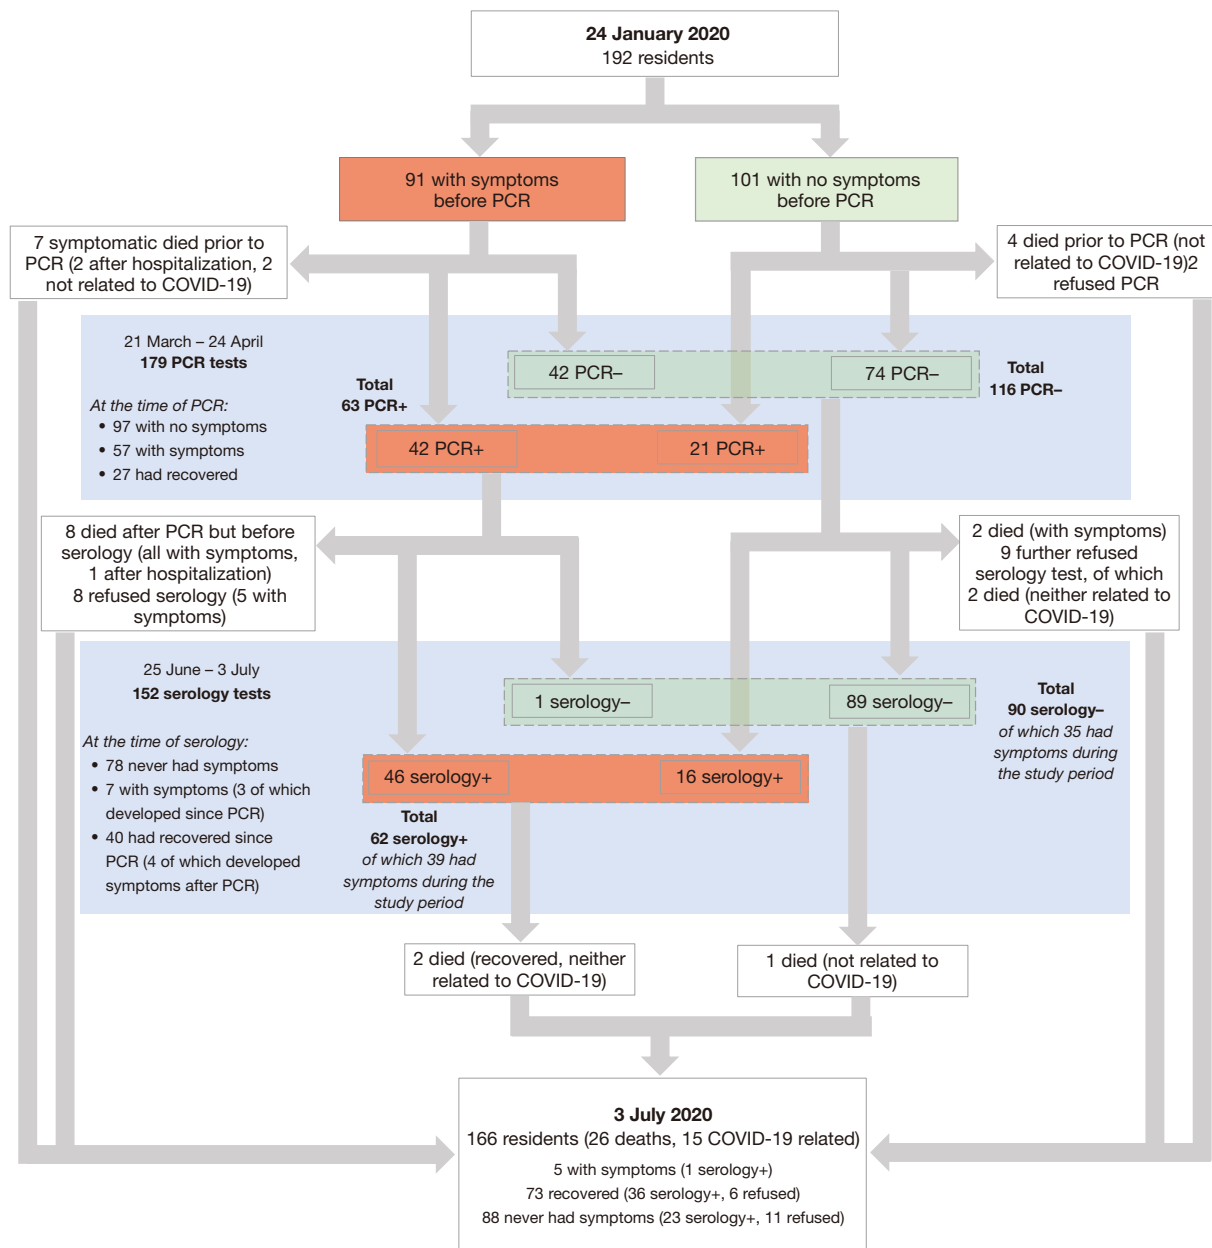 24 January 2020
192 residents
91 with symptoms
before PCR
101 with no symptoms
before PCR
7 symptomatic died prior to
PCR (2 after hospitalization, 2
not related to COVID-19)
4 died prior to PCR (not
related to COVID-19)2
refused PCR
21 March – 24 April
179 PCR tests
At the time of PCR:
• 97 with no symptoms
• 57 with symptoms
• 27 had recovered
Total
63 PCR+
42 PCR–
74 PCR–
Total
116 PCR–
42 PCR+
21 PCR+
8 died after PCR but before
serology (all with symptoms,
1 after hospitalization)
8 refused serology (5 with
symptoms)
2 died (with symptoms)
9 further refused
serology test, of which
2 died (neither related to
COVID-19)
25 June – 3 July
152 serology tests
At the time of serology:
• 78 never had symptoms
• 7 with symptoms (3 of which
developed since PCR)
• 40 had recovered since
PCR (4 of which developed
symptoms after PCR)
1 serology–
89 serology–
Total
90 serology–
of which 35 had
symptoms during
the study period
46 serology+
16 serology+
Total
62 serology+
of which 39 had
symptoms during the
study period
2 died (recovered, neither
related to COVID-19)
1 died (not related to
COVID-19)
3 July 2020
166 residents (26 deaths, 15 COVID-19 related)
5 with symptoms (1 serology+)
73 recovered (36 serology+, 6 refused)
88 never had symptoms (23 serology+, 11 refused)